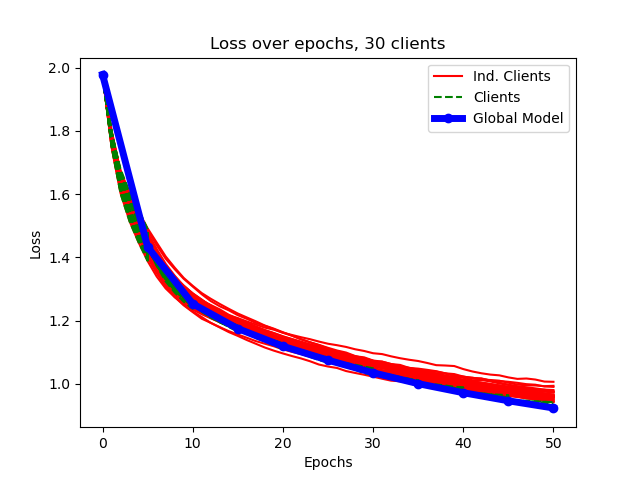 Loss over epochs, 30 clients
2.0
1.8
1.6
1.4
1.2
1.0
Loss
Ind. Clients
Clients
Global Model
0 10 20 30 40 50
Epochs